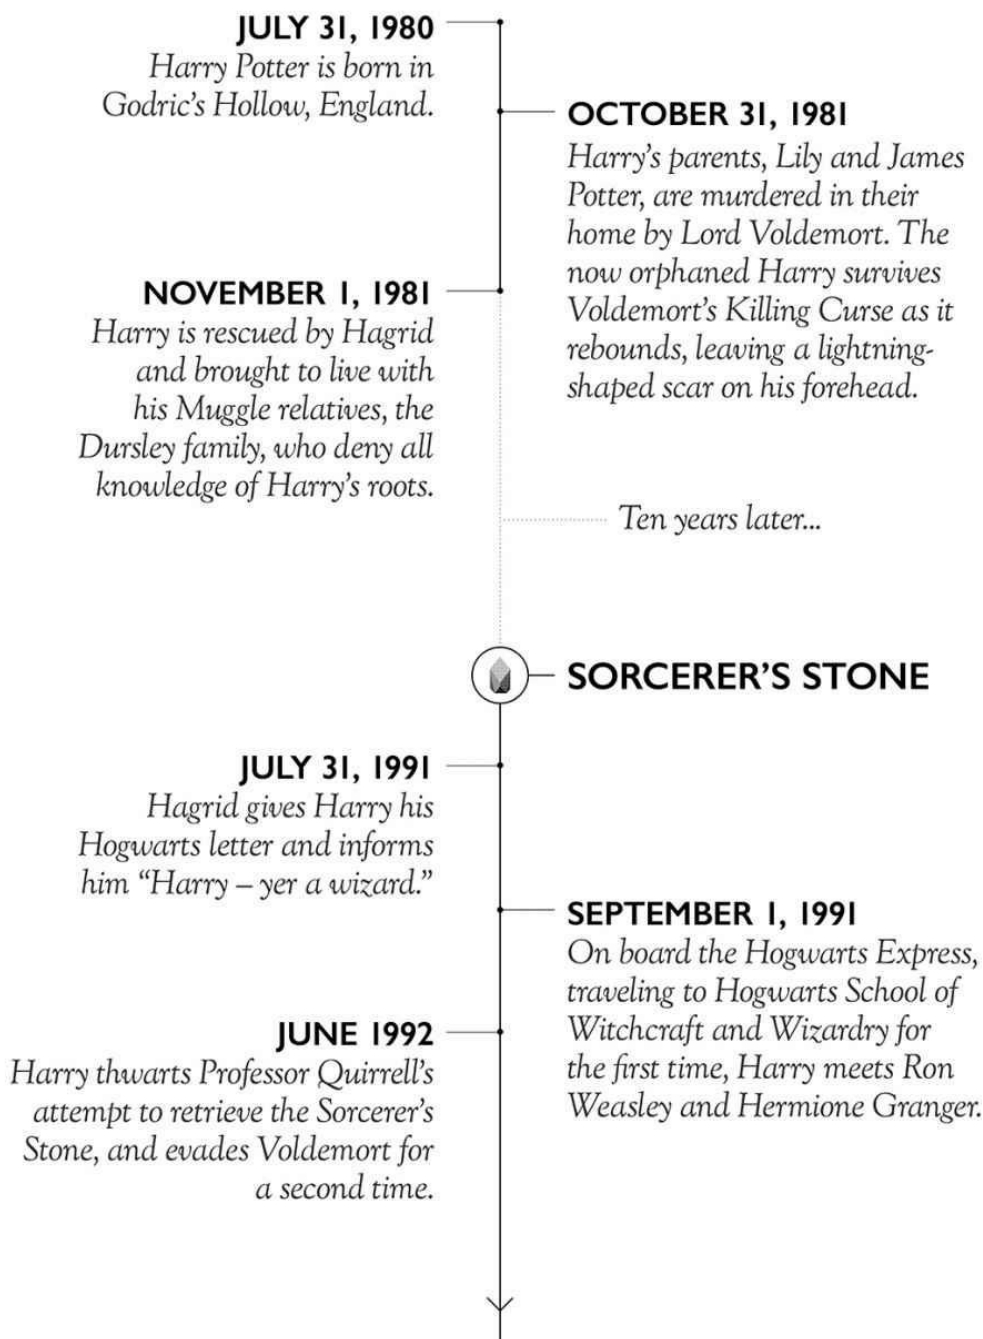 JULY 31, 1980
Harry Potter is born in
Godric's Hollow, England.
OCTOBER 31, 1981
Harry's parents, Lily and James
Potter, are murdered in their
home by Lord Voldemort. The
now orphaned Harry survives
Voldemort's Killing Curse as it
rebounds, leaving a lightning-
shaped scar on his forehead.
NOVEMBER 1, 1981
Harry is rescued by Hagrid
and brought to live with
his Muggle relatives, the
Dursley family, who deny all
knowledge of Harry's roots.
Ten years later...
SORCERER'S STONE
JULY 31, 1991
Hagrid gives Harry his
Hogwarts letter and informs
him “Harry – yer a wizard.”
SEPTEMBER 1, 1991
On board the Hogwarts Express,
traveling to Hogwarts School of
Witchcraft and Wizardry for
the first time, Harry meets Ron
Weasley and Hermione Granger.
JUNE 1992
Harry thwarts Professor Quirrell's
attempt to retrieve the Sorcerer's
Stone, and evades Voldemort for
a second time.